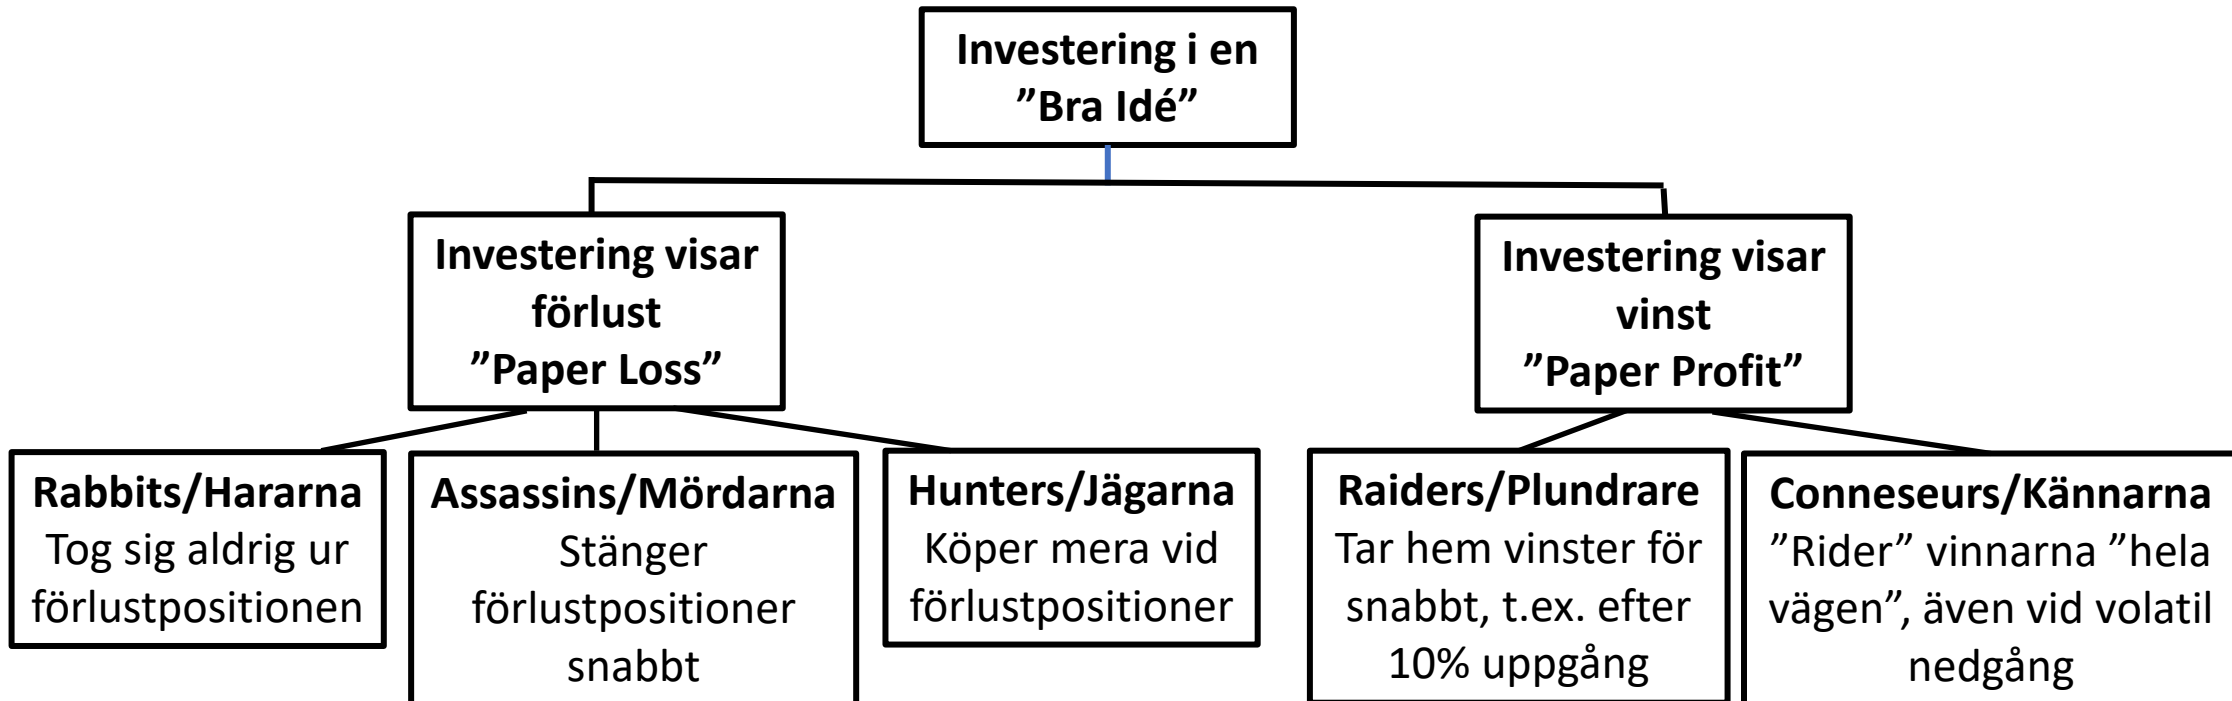 Investering i en
”Bra Idé”
Investering visar
förlust
”Paper Loss”
Investering visar
vinst
”Paper Profit”
Rabbits/Hararna
Tog sig aldrig ur
förlustpositionen
Assassins/Mördarna
Stänger
förlustpositioner
snabbt
Hunters/Jägarna
Köper mera vid
förlustpositioner
Raiders/Plundrare
Tar hem vinster för
snabbt, t.ex. efter
10% uppgång
Conneseurs/Kännarna
”Rider” vinnarna ”hela
vägen”, även vid volatil
nedgång